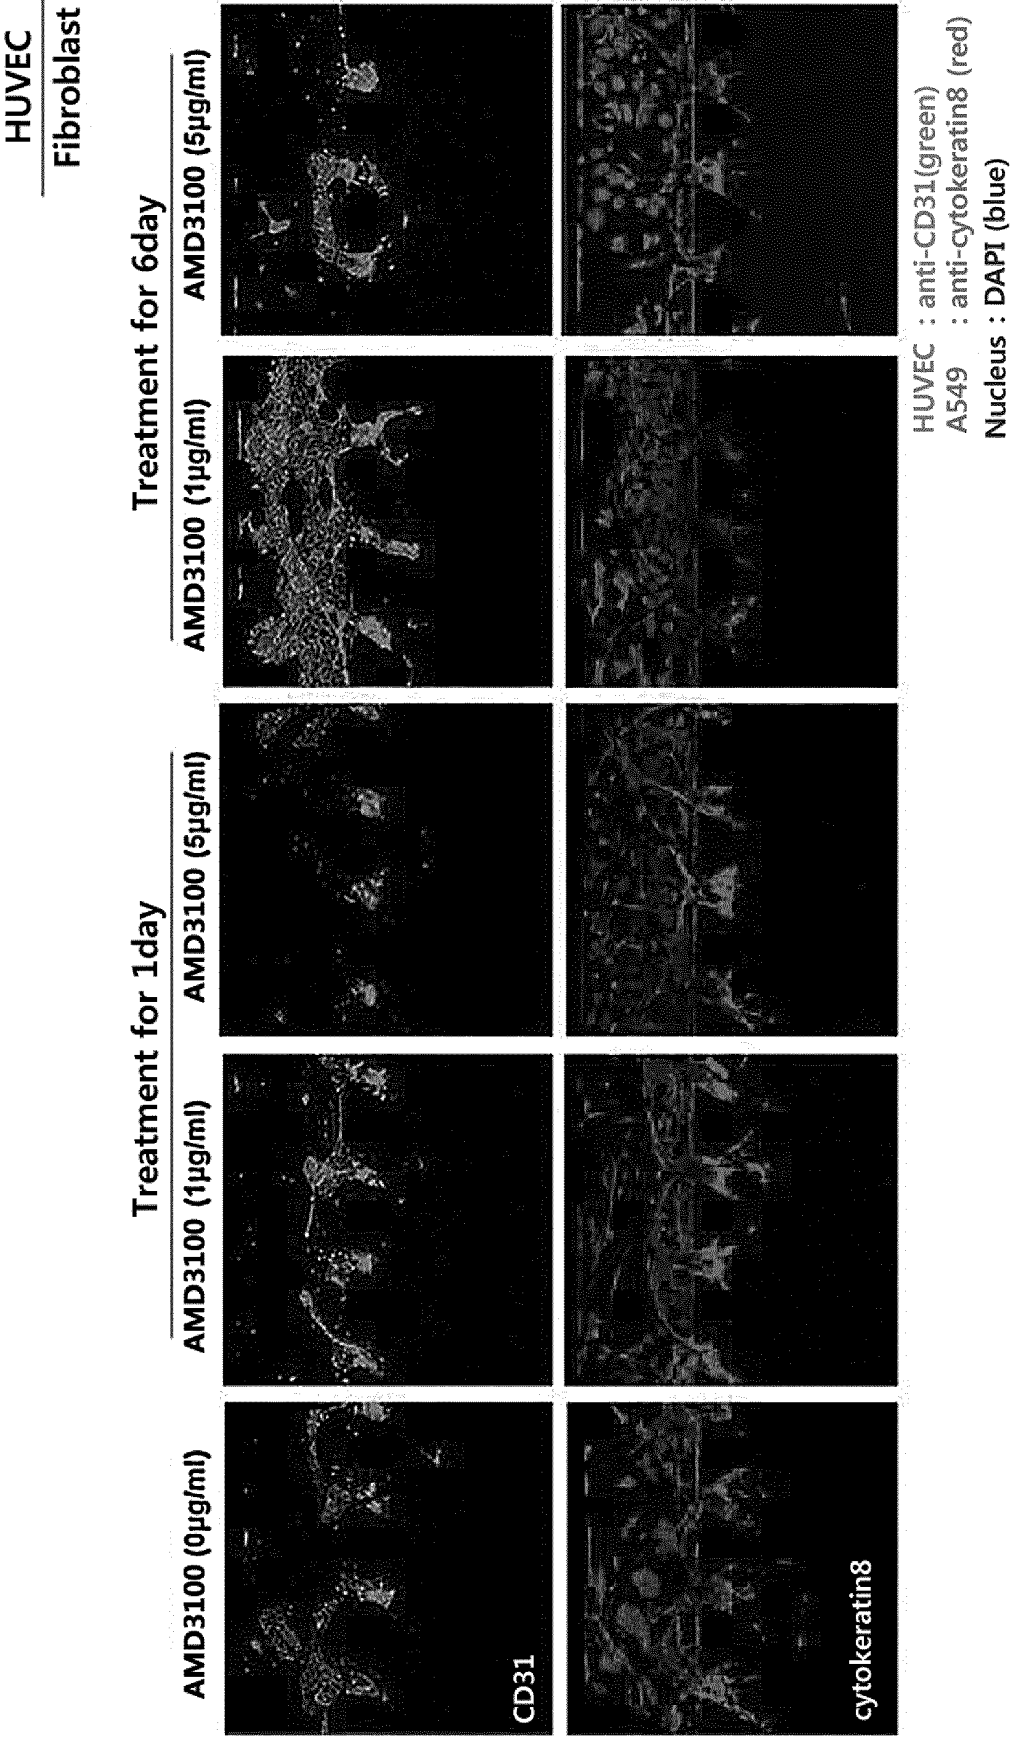 HUVEC
Fibroblast
Treatment for 1day
Treatment for 6day
AMD3100 (0µg/ml)
AMD3100 (1µg/ml)
AMD3100 (5µg/ml)
AMD3100 (1µg/ml)
AMD3100 (5µg/ml)
CD31
cytokeratin8
HUVEC : anti-CD31(green)
A549 : anti-cytokeratin8 (red)
Nucleus : DAPI (blue)